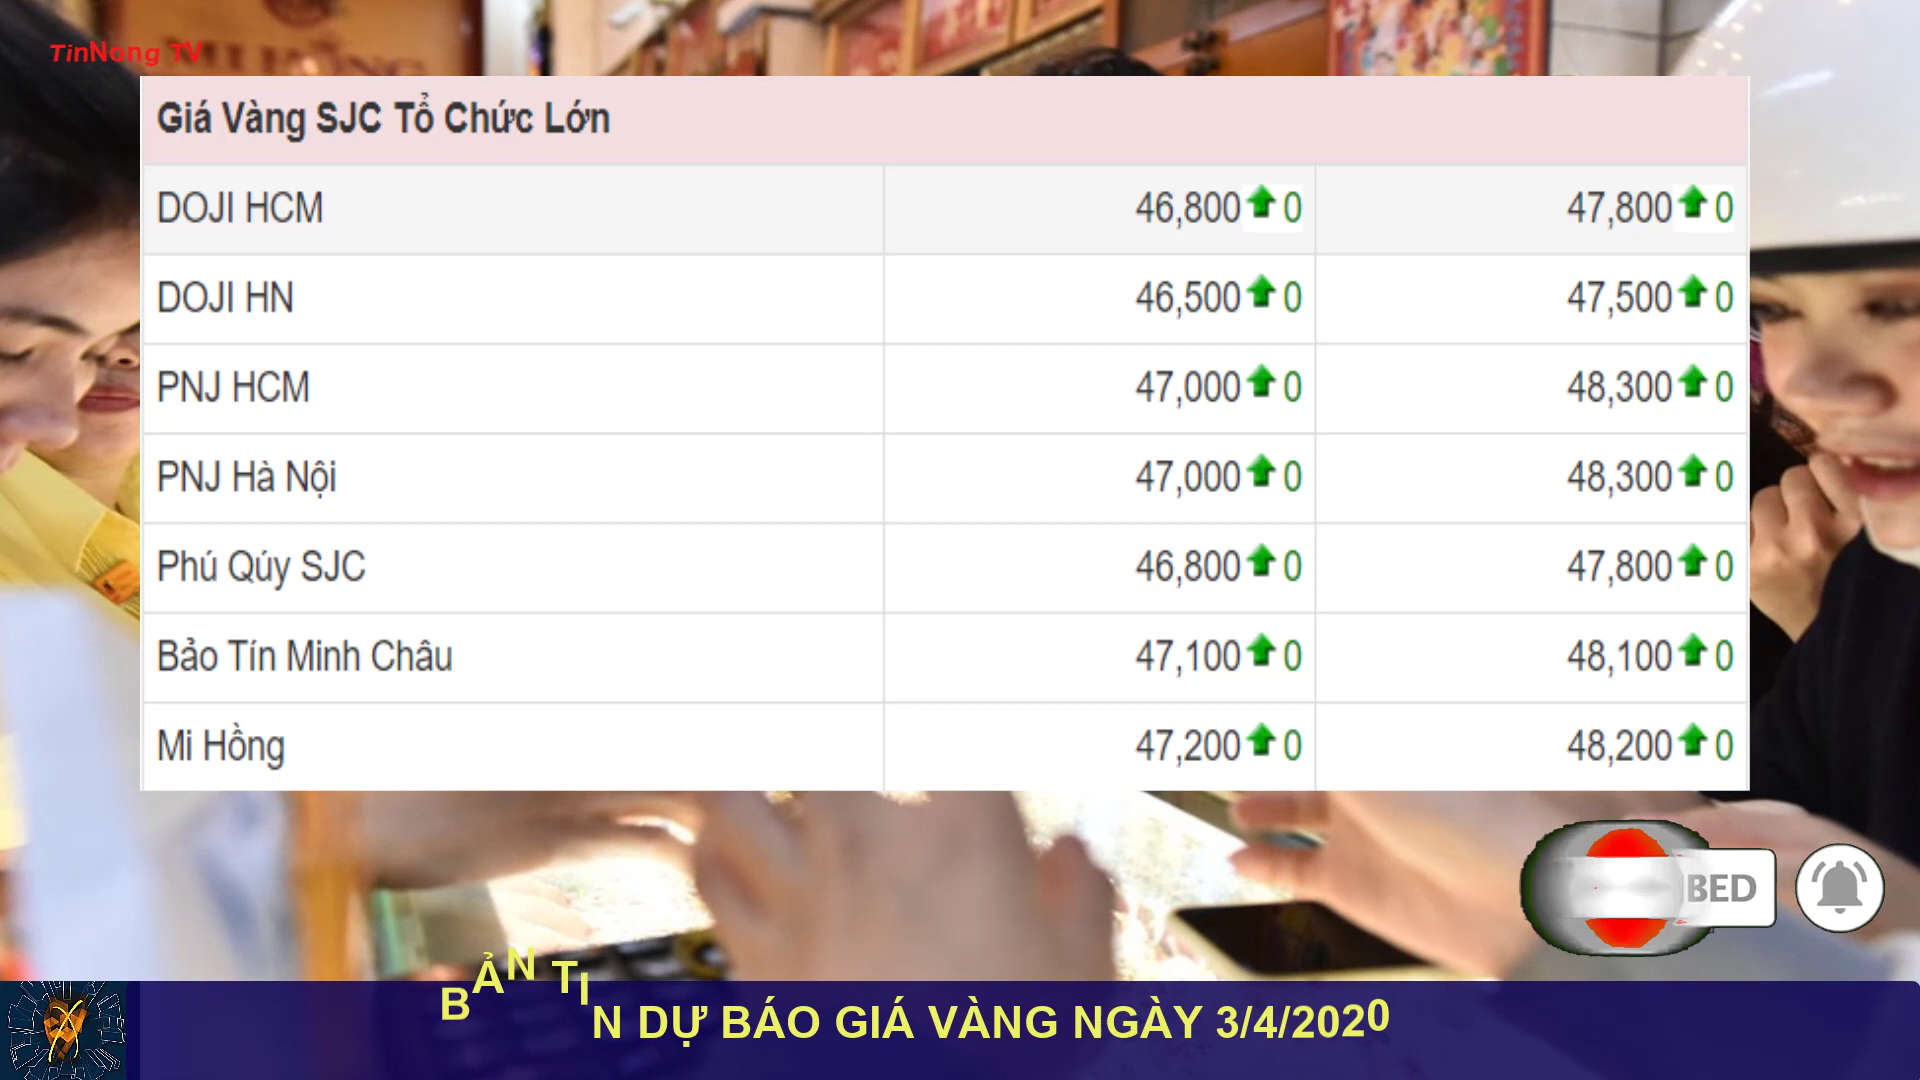 TinNong TV
Giá Vàng SJC Tổ Chức Lớn
DOJI HCM 46,800 0 47,800 0
DOJI HN 46,500 0 47,500 0
PNJ HCM 47,000 0 48,300 0
PNJ Hà Nội 47,000 0 48,300 0
Phú Qúy SJC 46,800 0 47,800 0
Bảo Tín Minh Châu 47,100 0 48,100 0
Mi Hồng 47,200 0 48,200 0
BED
BẢN TIN DỰ BÁO GIÁ VÀNG NGÀY 3/4/2020